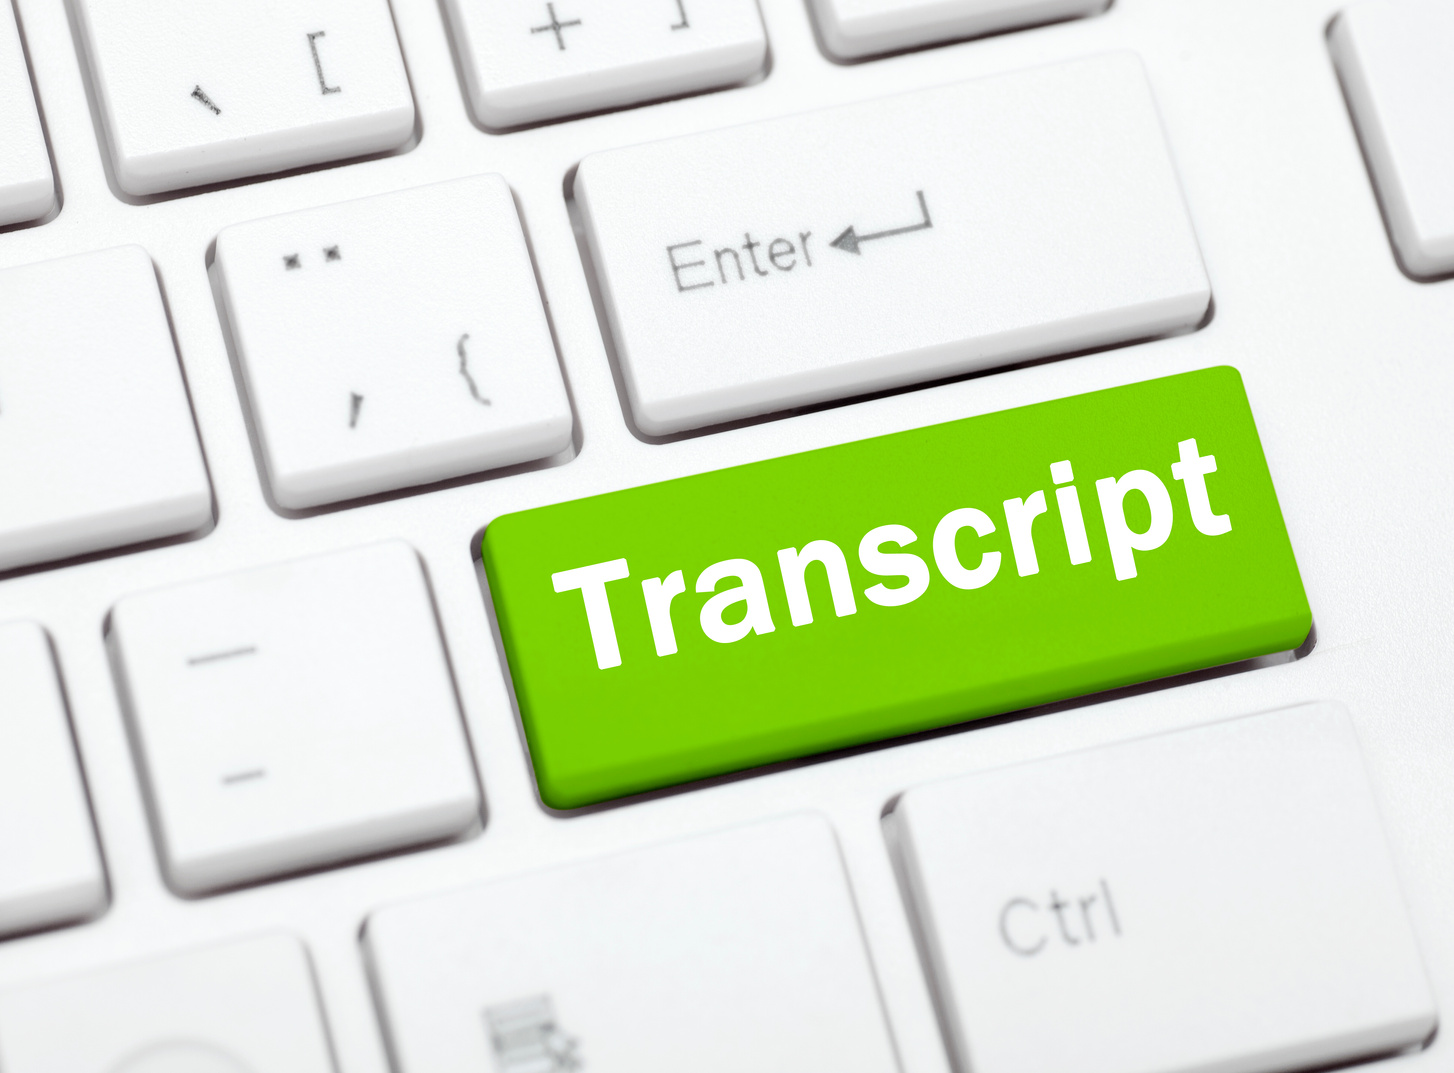 ` [
+ ]
¨ { ´
Enter
Transcript
_
-
Ctrl